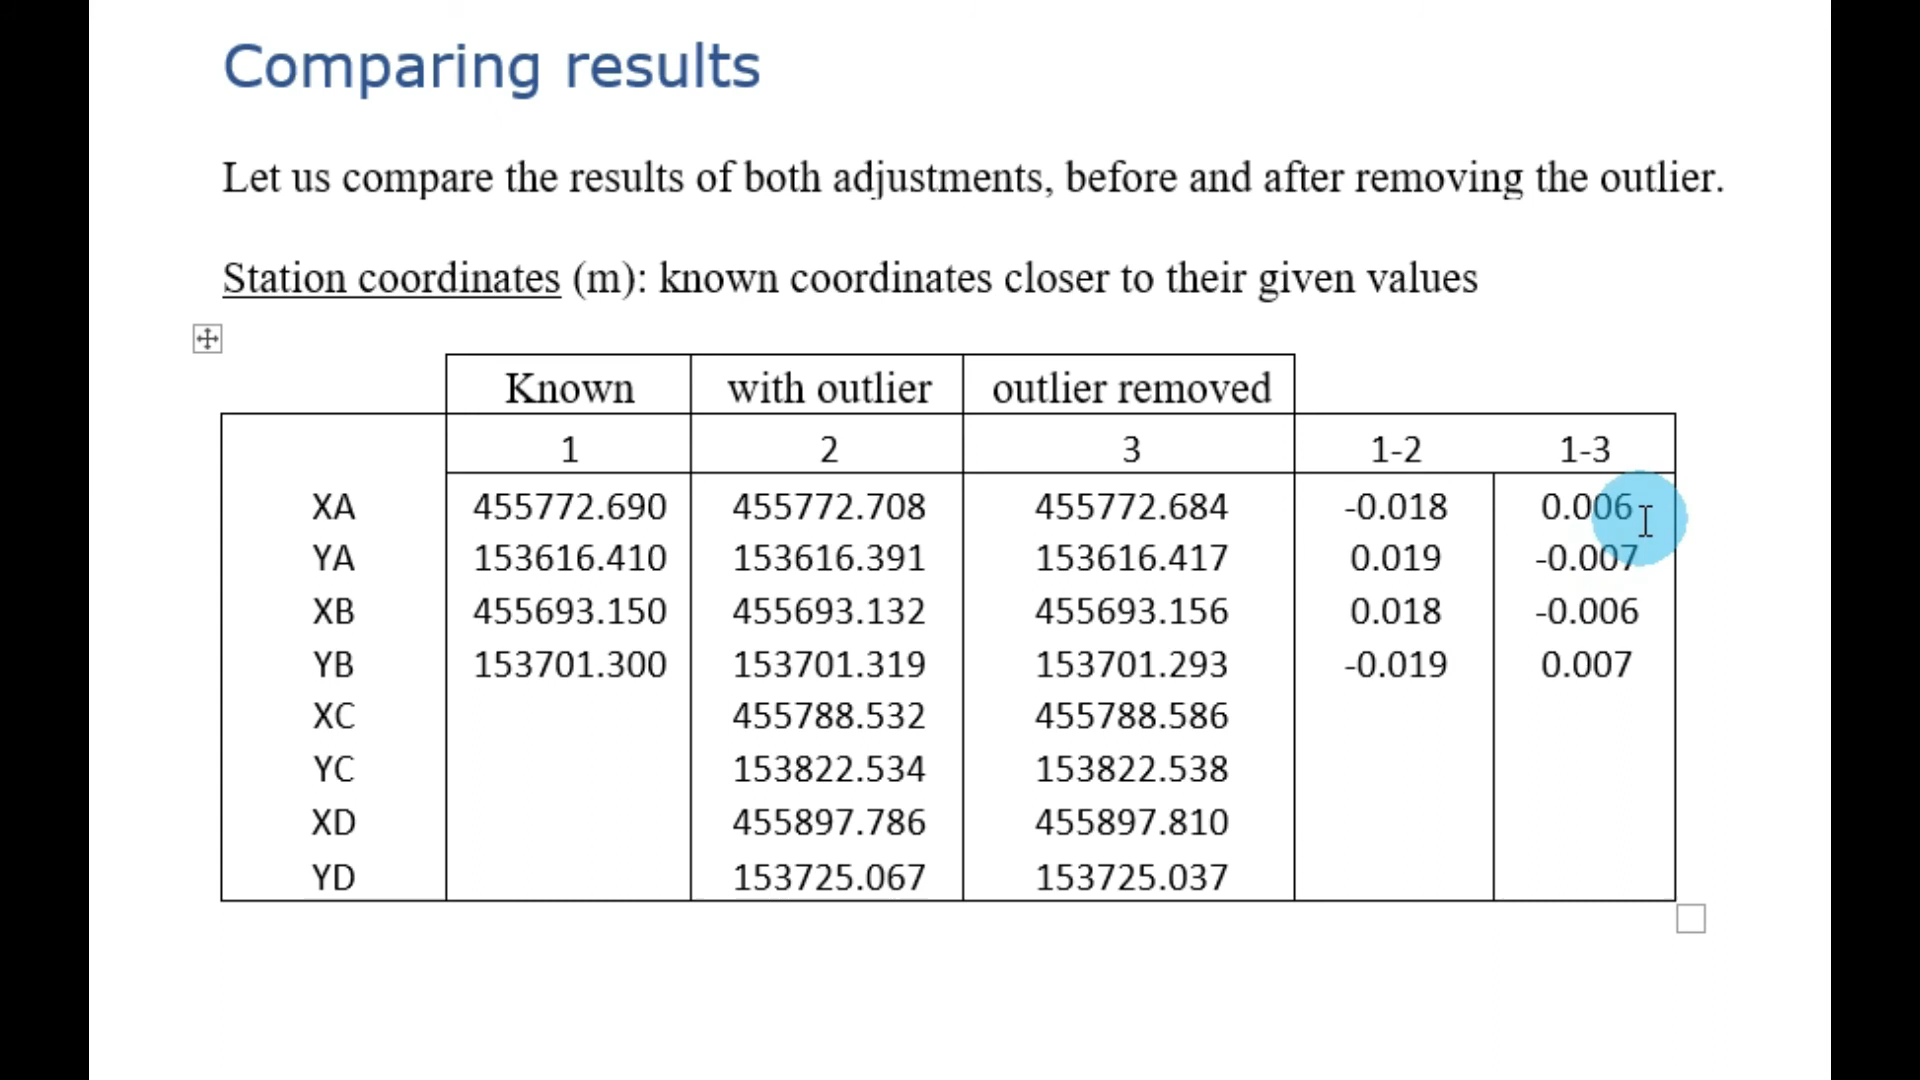 Comparing results
Let us compare the results of both adjustments, before and after removing the outlier.
Station coordinates (m): known coordinates closer to their given values
Known with outlier outlier removed
1 2 3 1-2 1-3
XA 455772.690 455772.708 455772.684 -0.018 0.006
YA 153616.410 153616.391 153616.417 0.019 -0.007
XB 455693.150 455693.132 455693.156 0.018 -0.006
YB 153701.300 153701.319 153701.293 -0.019 0.007
XC 455788.532 455788.586
YC 153822.534 153822.538
XD 455897.786 455897.810
YD 153725.067 153725.037